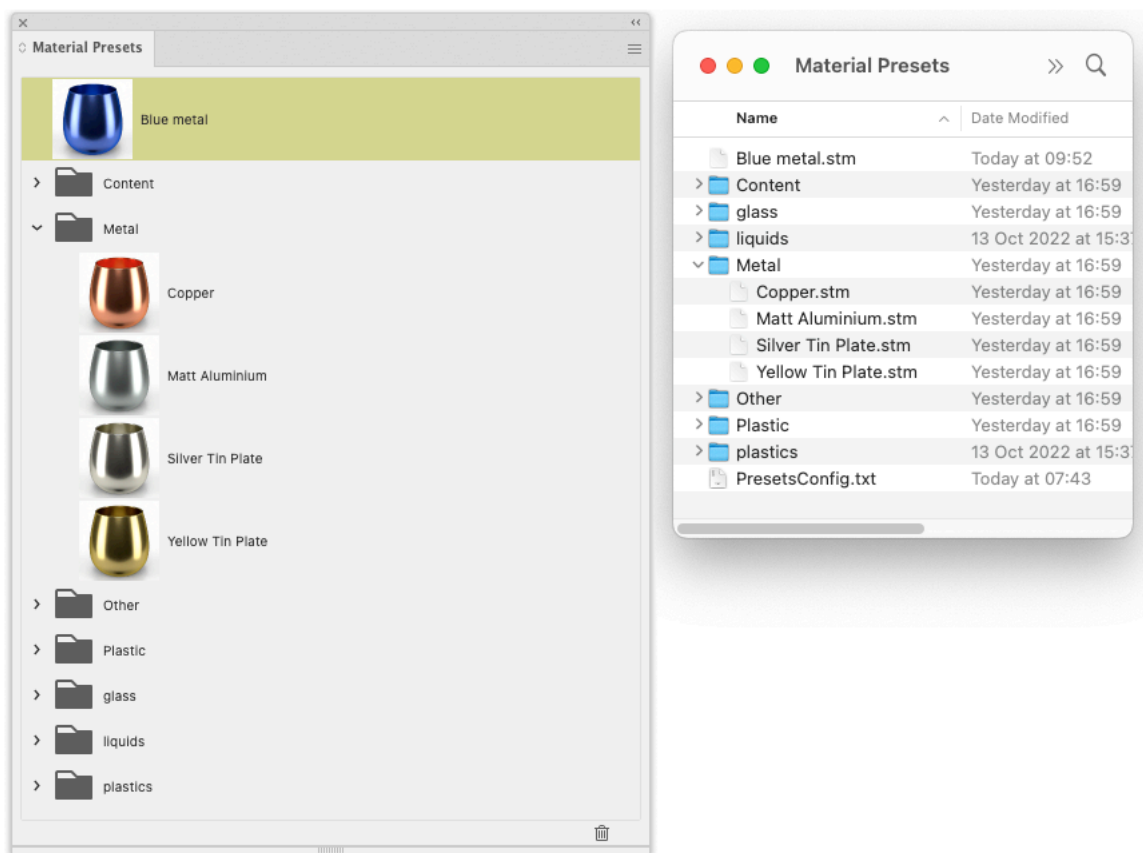 Material Presets
Blue metal
Content
Metal
Copper
Matt Aluminium
Silver Tin Plate
Yellow Tin Plate
Other
Plastic
glass
liquids
plastics
Material Presets
Name Date Modified
Blue metal.stm Today at 09:52
Content Yesterday at 16:59
glass Yesterday at 16:59
liquids 13 Oct 2022 at 15:3
Metal Yesterday at 16:59
Copper.stm Yesterday at 16:59
Matt Aluminium.stm Yesterday at 16:59
Silver Tin Plate.stm Yesterday at 16:59
Yellow Tin Plate.stm Yesterday at 16:59
Other Yesterday at 16:59
Plastic Yesterday at 16:59
plastics 13 Oct 2022 at 15:3
PresetsConfig.txt Today at 07:43